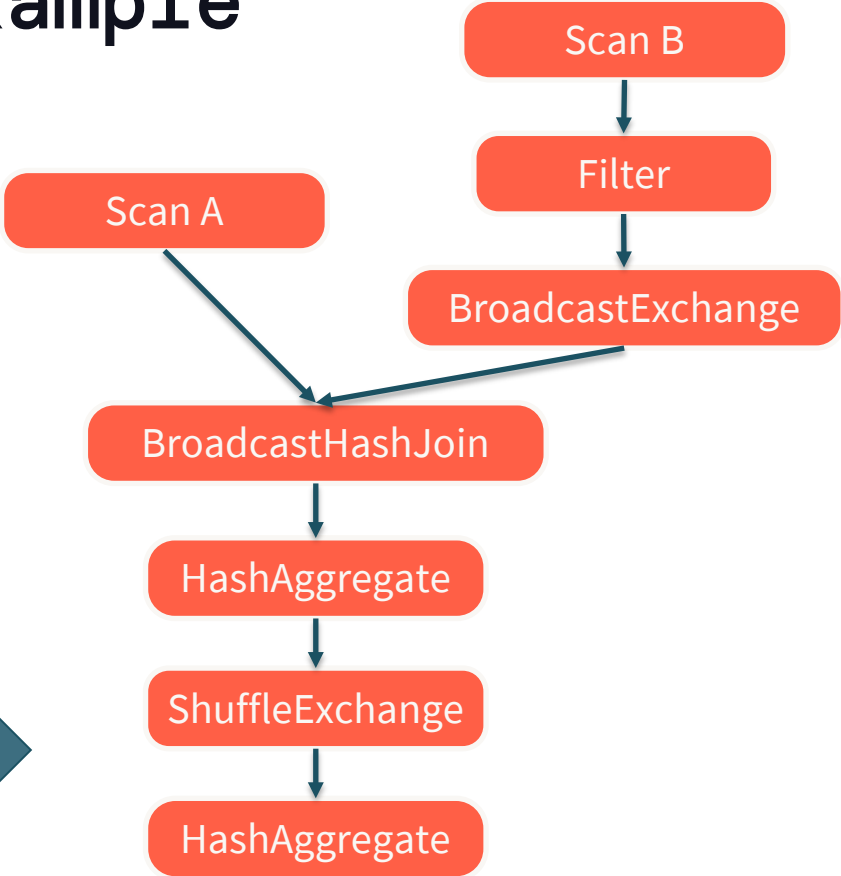 Scan B
Filter
Scan A
BroadcastExchange
BroadcastHashJoin
HashAggregate
ShuffleExchange
HashAggregate